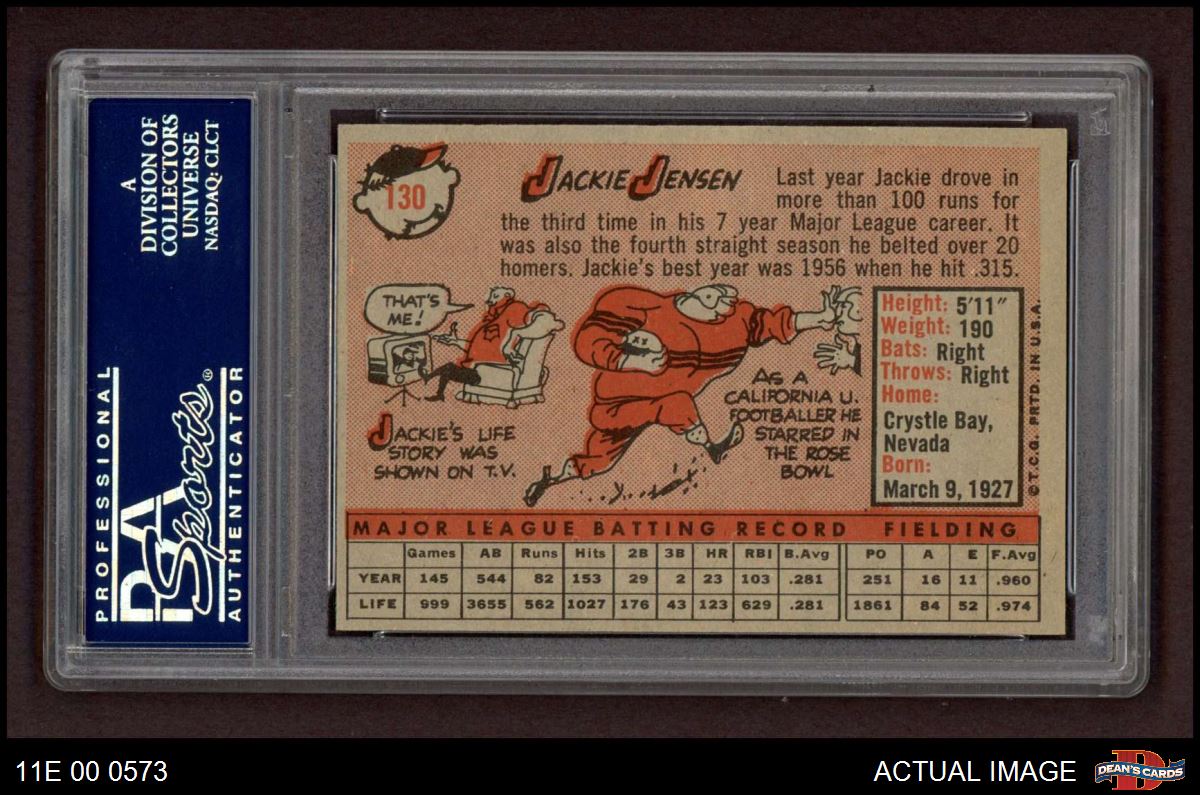 A
DIVISION OF
COLLECTORS
UNIVERSE
NASDAQ: CLCT
PROFESSIONAL
PSA
Sports®
AUTHENTICATOR
130
JACKIE JENSEN
Last year Jackie drove in
more than 100 runs for
the third time in his 7 year Major League career. It
was also the fourth straight season he belted over 20
homers. Jackie's best year was 1956 when he hit .315.
THAT'S
ME!
JACKIE'S LIFE
STORY WAS
SHOWN ON T.V.
AS A
CALIFORNIA U.
FOOTBALLER HE
STARRED IN
THE ROSE
BOWL
Height: 5'11"
Weight: 190
Bats: Right
Throws: Right
Home:
Crystle Bay,
Nevada
Born:
March 9, 1927
©T.C.G. PRTD. IN U.S.A.
MAJOR LEAGUE BATTING RECORD FIELDING
Games AB Runs Hits 2B 3B HR RBI B.Avg PO A E F.Avg
YEAR 145 544 82 153 29 2 23 103 .281 251 16 11 .960
LIFE 999 3655 562 1027 176 43 123 629 .281 1861 84 52 .974
11E 00 0573
ACTUAL IMAGE
D
DEAN'S CARDS